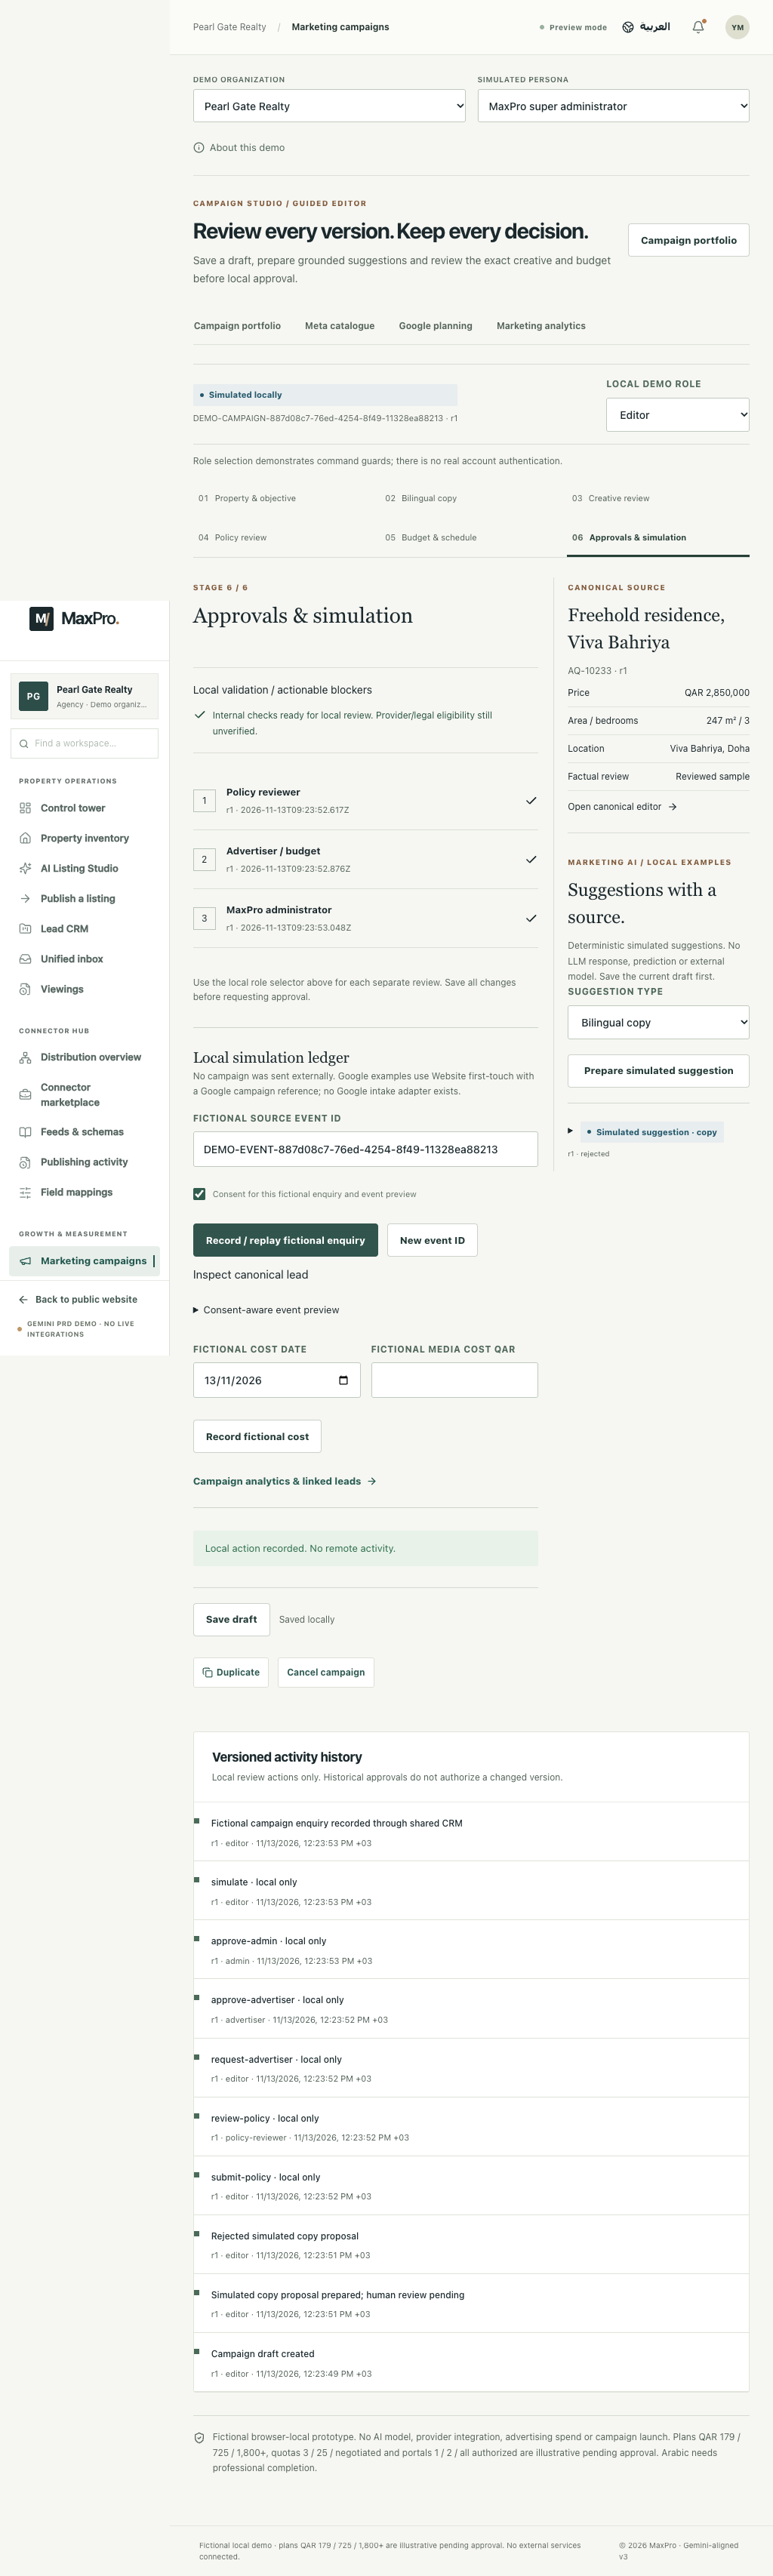 Pearl Gate Realty / Marketing campaigns
Preview mode
العربية
YM
DEMO ORGANIZATION
Pearl Gate Realty
SIMULATED PERSONA
MaxPro super administrator
About this demo
CAMPAIGN STUDIO / GUIDED EDITOR
Review every version. Keep every decision.
Save a draft, prepare grounded suggestions and review the exact creative and budget
before local approval.
Campaign portfolio
Campaign portfolio
Meta catalogue
Google planning
Marketing analytics
Simulated locally
DEMO-CAMPAIGN-887d08c7-76ed-4254-8f49-11328ea88213 · r1
LOCAL DEMO ROLE
Editor
Role selection demonstrates command guards; there is no real account authentication.
01 Property & objective
02 Bilingual copy
03 Creative review
04 Policy review
05 Budget & schedule
06 Approvals & simulation
M/ MaxPro.
PG
Pearl Gate Realty
Agency · Demo organiz...
Find a workspace...
PROPERTY OPERATIONS
Control tower
Property inventory
AI Listing Studio
Publish a listing
Lead CRM
Unified inbox
Viewings
CONNECTOR HUB
Distribution overview
Connector
marketplace
Feeds & schemas
Publishing activity
Field mappings
GROWTH & MEASUREMENT
Marketing campaigns
Back to public website
GEMINI PRD DEMO · NO LIVE
INTEGRATIONS
STAGE 6 / 6
Approvals & simulation
Local validation / actionable blockers
Internal checks ready for local review. Provider/legal eligibility still
unverified.
1
Policy reviewer
r1 · 2026-11-13T09:23:52.617Z
2
Advertiser / budget
r1 · 2026-11-13T09:23:52.876Z
3
MaxPro administrator
r1 · 2026-11-13T09:23:53.048Z
Use the local role selector above for each separate review. Save all changes
before requesting approval.
Local simulation ledger
No campaign was sent externally. Google examples use Website first-touch with
a Google campaign reference; no Google intake adapter exists.
FICTIONAL SOURCE EVENT ID
DEMO-EVENT-887d08c7-76ed-4254-8f49-11328ea88213
Consent for this fictional enquiry and event preview
Record / replay fictional enquiry
New event ID
Inspect canonical lead
Consent-aware event preview
FICTIONAL COST DATE
13/11/2026
FICTIONAL MEDIA COST QAR
Record fictional cost
Campaign analytics & linked leads
Local action recorded. No remote activity.
Save draft
Saved locally
Duplicate
Cancel campaign
CANONICAL SOURCE
Freehold residence,
Viva Bahriya
AQ-10233 · r1
Price QAR 2,850,000
Area / bedrooms 247 m² / 3
Location Viva Bahriya, Doha
Factual review Reviewed sample
Open canonical editor
MARKETING AI / LOCAL EXAMPLES
Suggestions with a
source.
Deterministic simulated suggestions. No
LLM response, prediction or external
model. Save the current draft first.
SUGGESTION TYPE
Bilingual copy
Prepare simulated suggestion
Simulated suggestion · copy
r1 · rejected
Versioned activity history
Local review actions only. Historical approvals do not authorize a changed version.
Fictional campaign enquiry recorded through shared CRM
r1 · editor · 11/13/2026, 12:23:53 PM +03
simulate · local only
r1 · editor · 11/13/2026, 12:23:53 PM +03
approve-admin · local only
r1 · admin · 11/13/2026, 12:23:53 PM +03
approve-advertiser · local only
r1 · advertiser · 11/13/2026, 12:23:52 PM +03
request-advertiser · local only
r1 · editor · 11/13/2026, 12:23:52 PM +03
review-policy · local only
r1 · policy-reviewer · 11/13/2026, 12:23:52 PM +03
submit-policy · local only
r1 · editor · 11/13/2026, 12:23:52 PM +03
Rejected simulated copy proposal
r1 · editor · 11/13/2026, 12:23:51 PM +03
Simulated copy proposal prepared; human review pending
r1 · editor · 11/13/2026, 12:23:51 PM +03
Campaign draft created
r1 · editor · 11/13/2026, 12:23:49 PM +03
Fictional browser-local prototype. No AI model, provider integration, advertising spend or campaign launch. Plans QAR 179 /
725 / 1,800+, quotas 3 / 25 / negotiated and portals 1 / 2 / all authorized are illustrative pending approval. Arabic needs
professional completion.
Fictional local demo · plans QAR 179 / 725 / 1,800+ are illustrative pending approval. No external services
connected.
© 2026 MaxPro · Gemini-aligned
v3